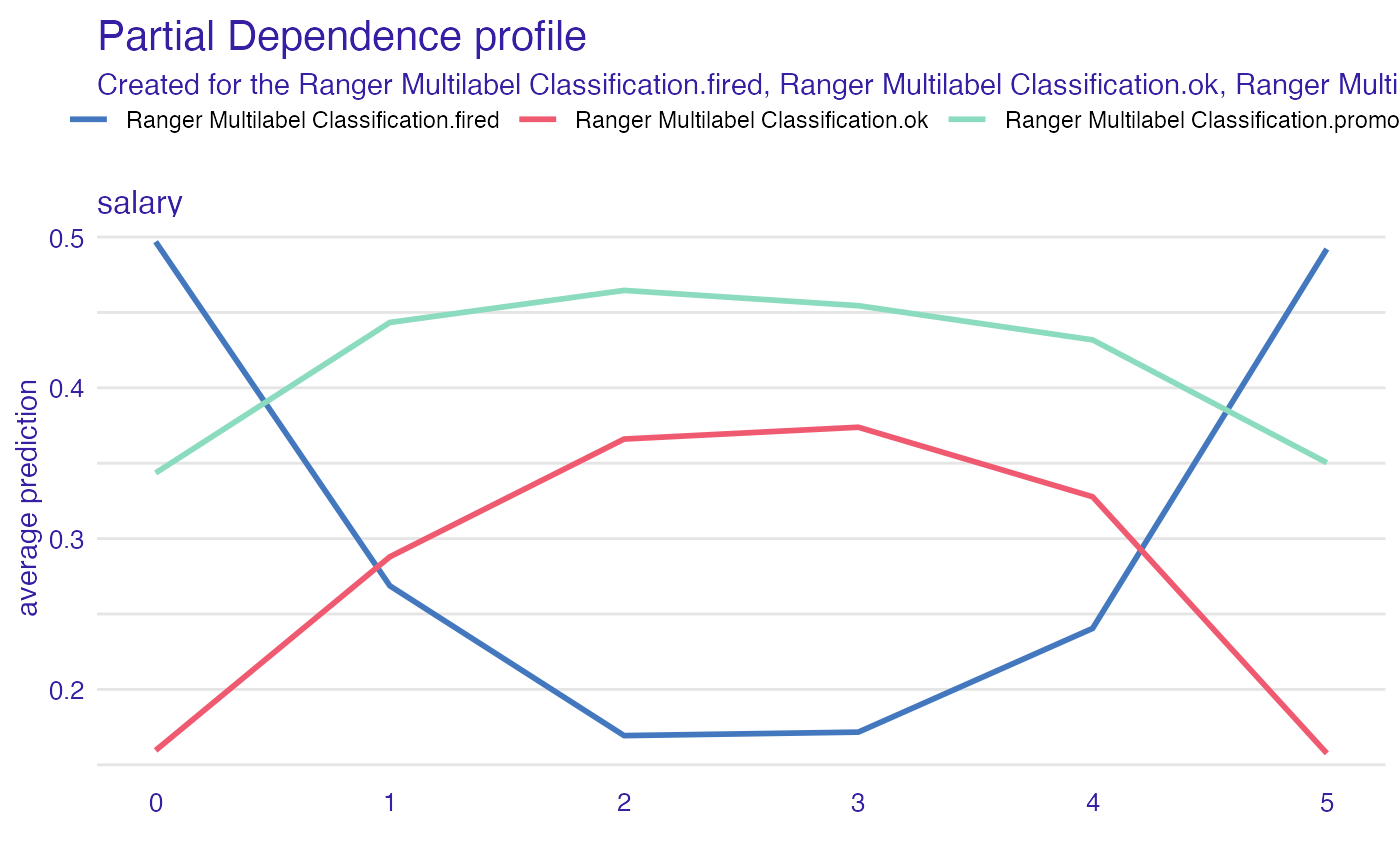 Partial Dependence profile
Created for the Ranger Multilabel Classification.fired, Ranger Multilabel Classification.ok, Ranger Multi
Ranger Multilabel Classification.fired Ranger Multilabel Classification.ok Ranger Multilabel Classification.promo
salary
0.5
0.4
0.3
0.2
average prediction
0 1 2 3 4 5